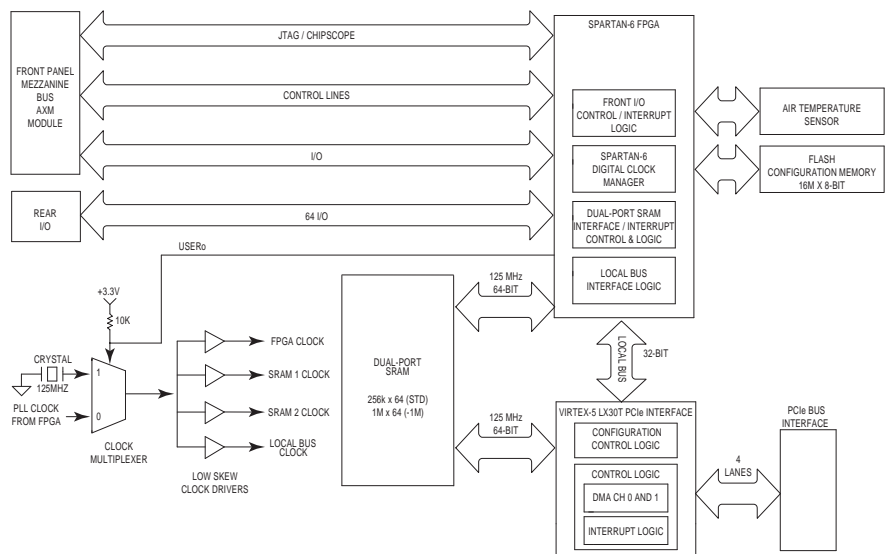 JTAG / CHIPSCOPE
SPARTAN-6 FPGA
FRONT PANEL
MEZZANINE
BUS
AXM
MODULE
CONTROL LINES
FRONT I/O
CONTROL / INTERRUPT
LOGIC
AIR TEMPERATURE
SENSOR
I/O
SPARTAN-6
DIGITAL CLOCK
MANAGER
FLASH
CONFIGURATION MEMORY
16M X 8-BIT
REAR
I/O
64 I/O
DUAL-PORT SRAM
INTERFACE / INTERRUPT
CONTROL & LOGIC
USERo
LOCAL BUS
INTERFACE LOGIC
125 MHz
64-BIT
+3.3V
10K
CRYSTAL
125MHZ
1
0
PLL CLOCK
FROM FPGA
CLOCK
MULTIPLEXER
FPGA CLOCK
SRAM 1 CLOCK
SRAM 2 CLOCK
LOCAL BUS
CLOCK
LOW SKEW
CLOCK DRIVERS
DUAL-PORT
SRAM
256k x 64 (STD)
1M x 64 (-1M)
LOCAL BUS
32-BIT
125 MHz
64-BIT
VIRTEX-5 LX30T PCIe INTERFACE
CONFIGURATION
CONTROL LOGIC
CONTROL LOGIC
DMA CH 0 AND 1
INTERRUPT LOGIC
4
LANES
PCIe BUS
INTERFACE